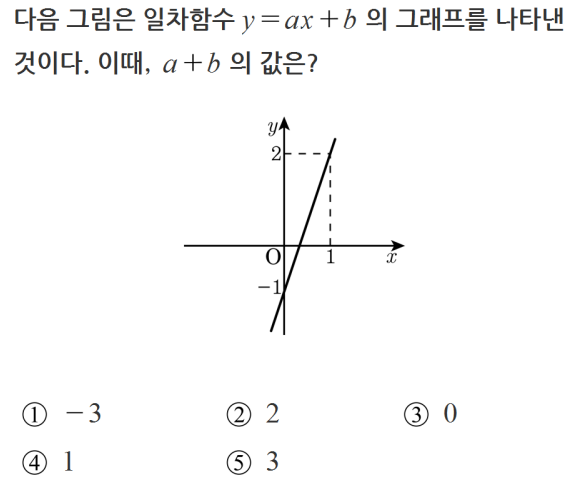 다음 그림은 일차함수 y=ax+b 의 그래프를 나타낸
것이다. 이때, a+b 의 값은?
y
2
O 1 x
-1
① -3 ② 2 ③ 0
④ 1 ⑤ 3